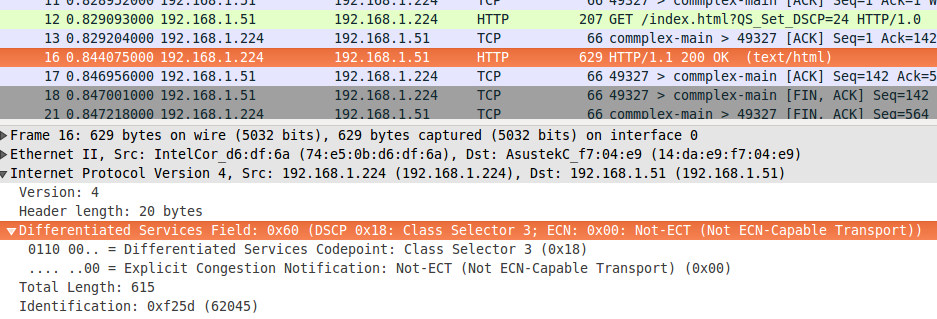 11 0.828952000 192.168.1.51 192.168.1.224 TCP 66 49327 > commplex-main [ACK] Seq=1 Ack=1 W
12 0.829093000 192.168.1.51 192.168.1.224 HTTP 207 GET /index.html?QS_Set_DSCP=24 HTTP/1.0
13 0.829204000 192.168.1.224 192.168.1.51 TCP 66 commplex-main > 49327 [ACK] Seq=1 Ack=142
16 0.844075000 192.168.1.224 192.168.1.51 HTTP 629 HTTP/1.1 200 OK (text/html)
17 0.846956000 192.168.1.51 192.168.1.224 TCP 66 49327 > commplex-main [ACK] Seq=142 Ack=5
18 0.847001000 192.168.1.51 192.168.1.224 TCP 66 49327 > commplex-main [FIN, ACK] Seq=142
21 0.847218000 192.168.1.224 192.168.1.51 TCP 66 commplex-main > 49327 [FIN, ACK] Seq=564
Frame 16: 629 bytes on wire (5032 bits), 629 bytes captured (5032 bits) on interface 0
Ethernet II, Src: IntelCor_d6:df:6a (74:e5:0b:d6:df:6a), Dst: AsustekC_f7:04:e9 (14:da:e9:f7:04:e9)
Internet Protocol Version 4, Src: 192.168.1.224 (192.168.1.224), Dst: 192.168.1.51 (192.168.1.51)
Version: 4
Header length: 20 bytes
Differentiated Services Field: 0x60 (DSCP 0x18: Class Selector 3; ECN: 0x00: Not-ECT (Not ECN-Capable Transport))
0110 00.. = Differentiated Services Codepoint: Class Selector 3 (0x18)
.... ..00 = Explicit Congestion Notification: Not-ECT (Not ECN-Capable Transport) (0x00)
Total Length: 615
Identification: 0xf25d (62045)